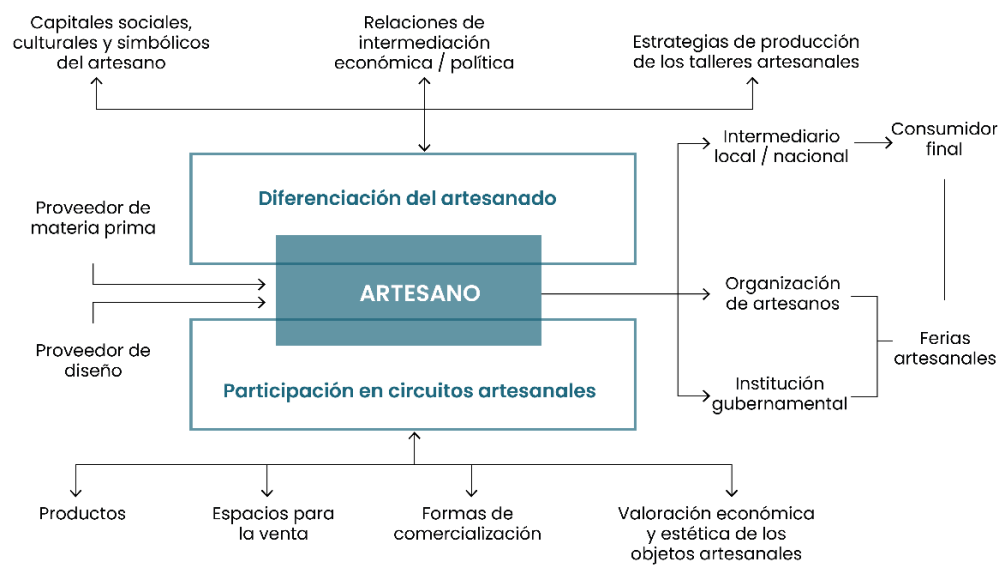 Capitales sociales,
culturales y simbólicos
del artesano
Relaciones de
intermediación
económica / política
Estrategias de producción
de los talleres artesanales
Intermediario
local / nacional
Consumidor
final
Diferenciación del artesanado
Proveedor de
materia prima
ARTESANO
Organización
de artesanos
Proveedor de
diseño
Ferias
artesanales
Participación en circuitos artesanales
Institución
gubernamental
Productos
Espacios para
la venta
Formas de
comercialización
Valoración económica
y estética de los
objetos artesanales